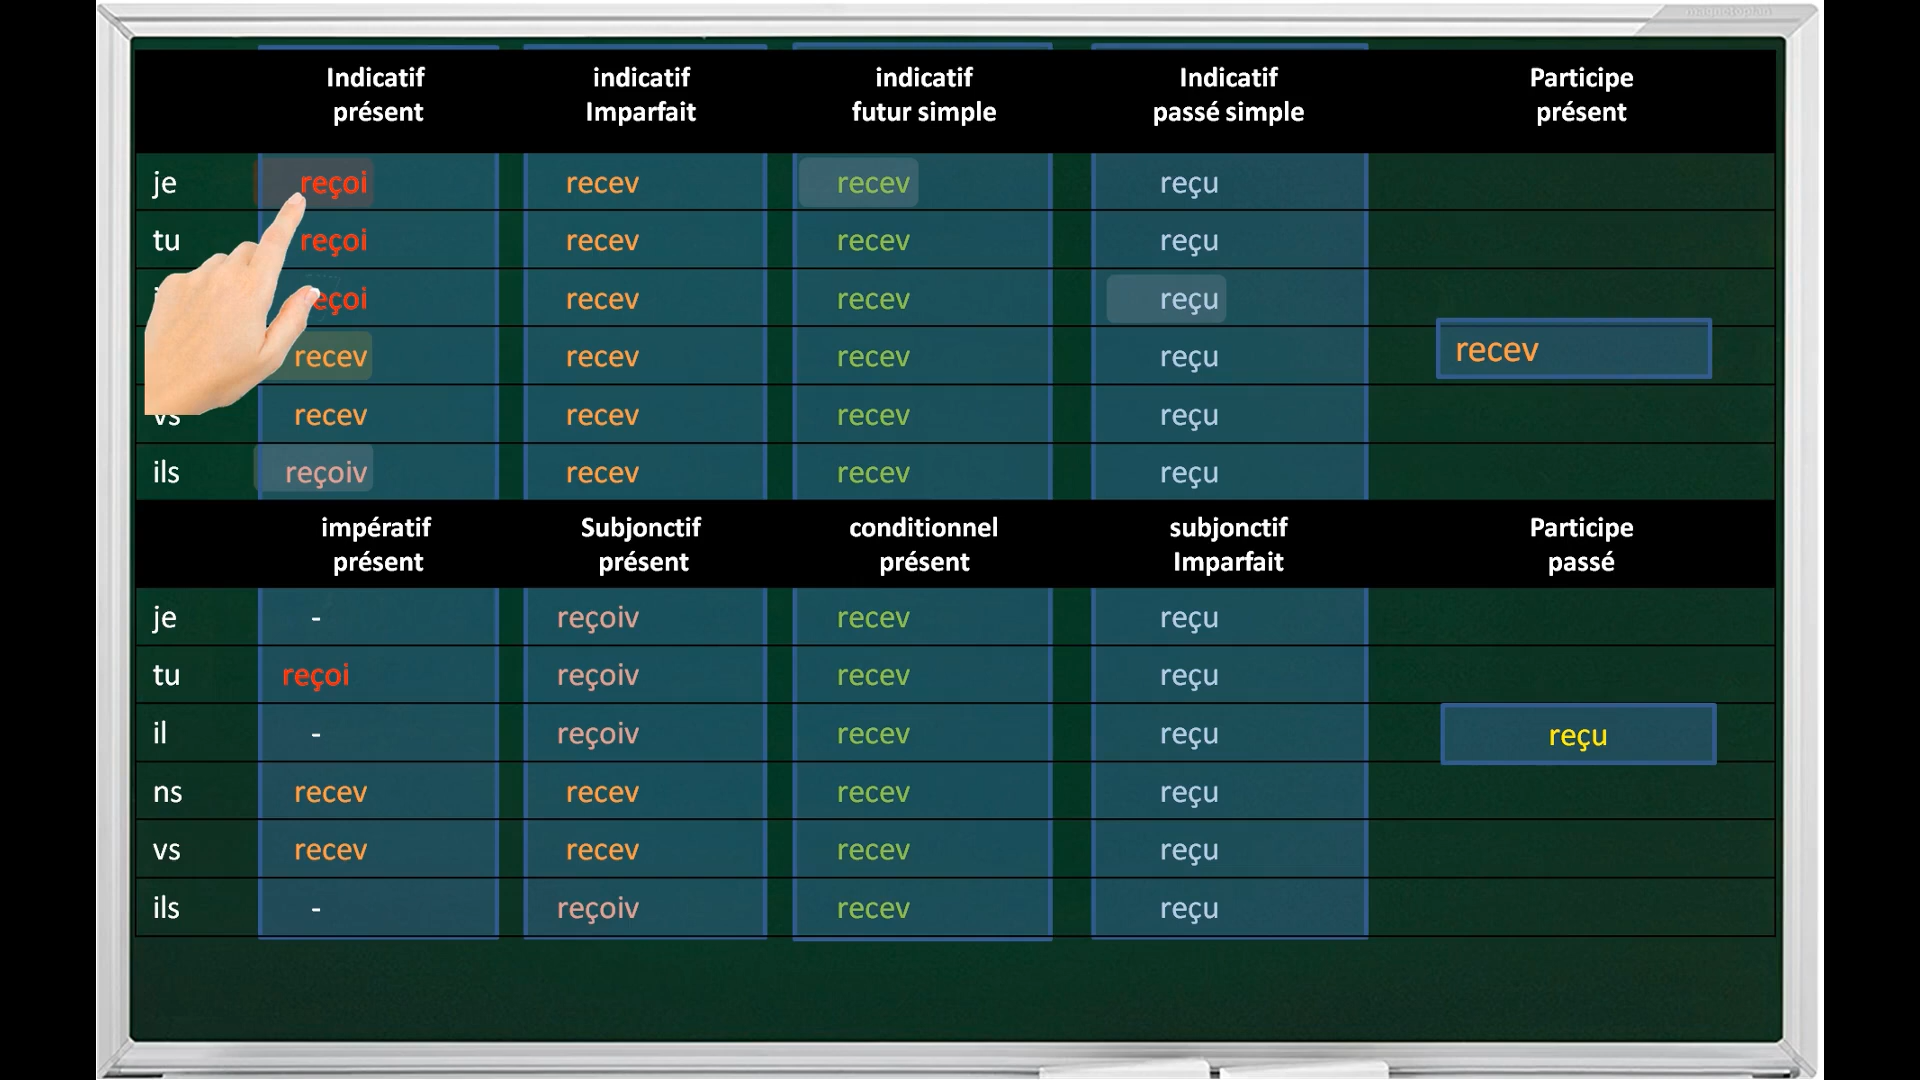 Indicatif présent indicatif Imparfait indicatif futur simple Indicatif passé simple Participe présent
je reçoi recev recev reçu
tu reçoi recev recev reçu
reçoi recev recev reçu
recev recev recev reçu recev
vs recev recev recev reçu
ils reçoiv recev recev reçu
impératif présent Subjonctif présent conditionnel présent subjonctif Imparfait Participe passé
je - reçoiv recev reçu
tu reçoi reçoiv recev reçu
il - reçoiv recev reçu reçu
ns recev recev recev reçu
vs recev recev recev reçu
ils - reçoiv recev reçu